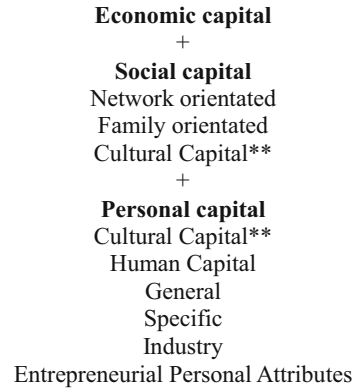 Economic capital
+
Social capital
Network orientated
Family orientated
Cultural Capital**
+
Personal capital
Cultural Capital**
Human Capital
General
Specific
Industry
Entrepreneurial Personal Attributes